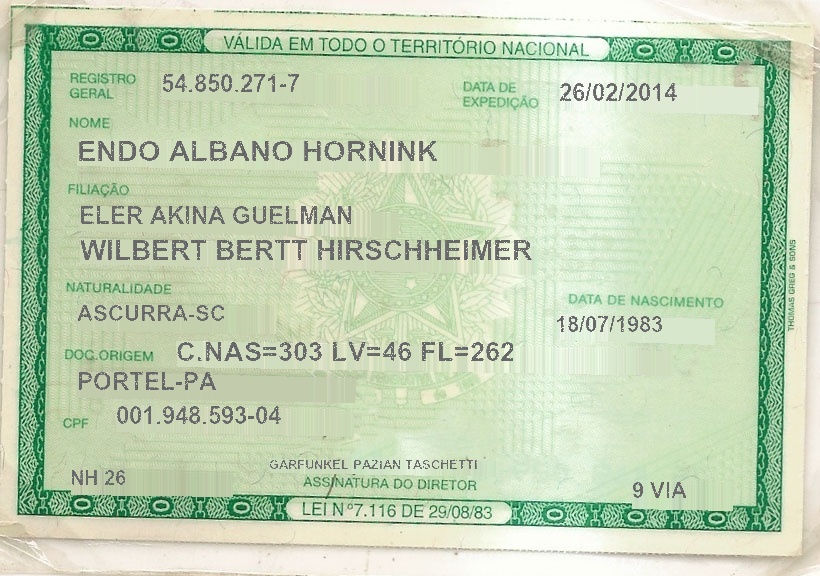 VÁLIDA EM TODO O TERRITÓRIO NACIONAL
REGISTRO GERAL 54.850.271-7 DATA DE EXPEDIÇÃO 26/02/2014
NOME
ENDO ALBANO HORNINK
FILIAÇÃO
ELER AKINA GUELMAN
WILBERT BERTT HIRSCHHEIMER
NATURALIDADE DATA DE NASCIMENTO
ASCURRA-SC 18/07/1983
DOC.ORIGEM C.NAS=303 LV=46 FL=262
PORTEL-PA
CPF 001.948.593-04
GARFUNKEL PAZIAN TASCHETTI
NH 26 ASSINATURA DO DIRETOR 9 VIA
LEI Nº7.116 DE 29/08/83
THOMAS GREG & SONS